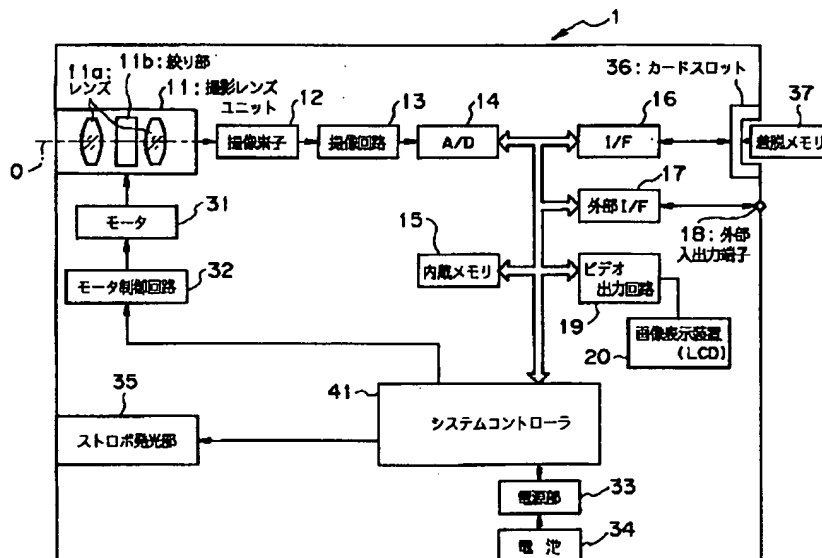 1
11b:絞り部
11a:
レンズ
11:撮影レンズ
ユニット
12
13
14
16
36:カードスロット
37
撮像素子
撮像回路
A/D
I/F
着脱メモリ
O
17
外部I/F
18:外部
入出力端子
31
モータ
15
内蔵メモリ
ビデオ
出力回路
19
32
モータ制御回路
画像表示装置
(LCD)
20
41
システムコントローラ
35
ストロボ発光部
33
電源部
34
電 池